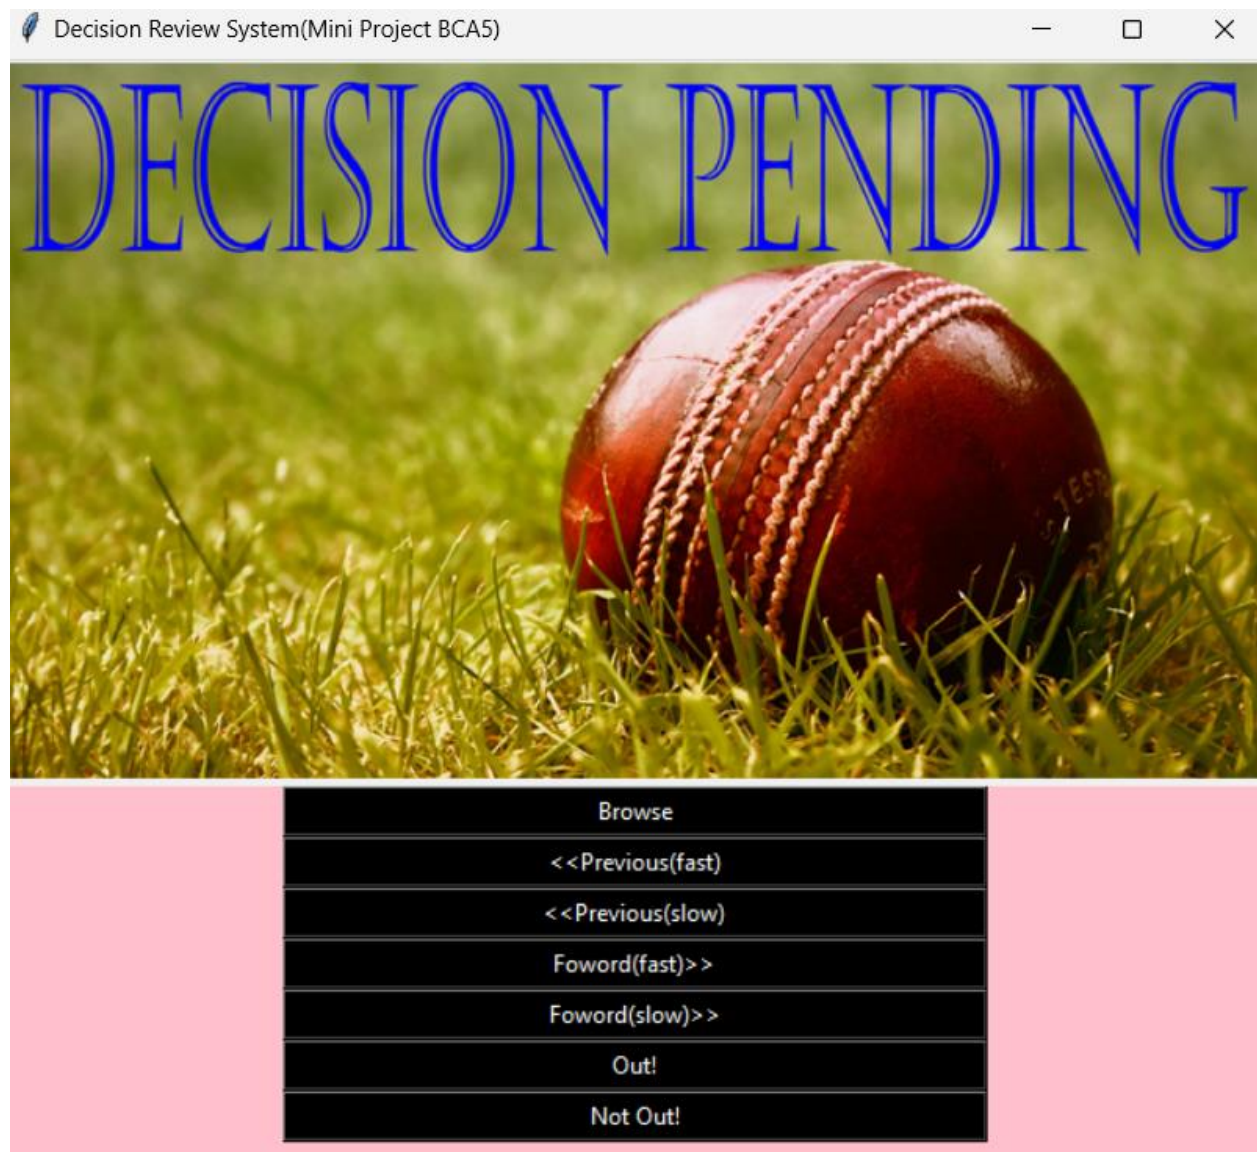 Decision Review System(Mini Project BCA5)
DECISION PENDING
TEST
Browse
<<Previous(fast)
<<Previous(slow)
Foword(fast)>>
Foword(slow)>>
Out!
Not Out!